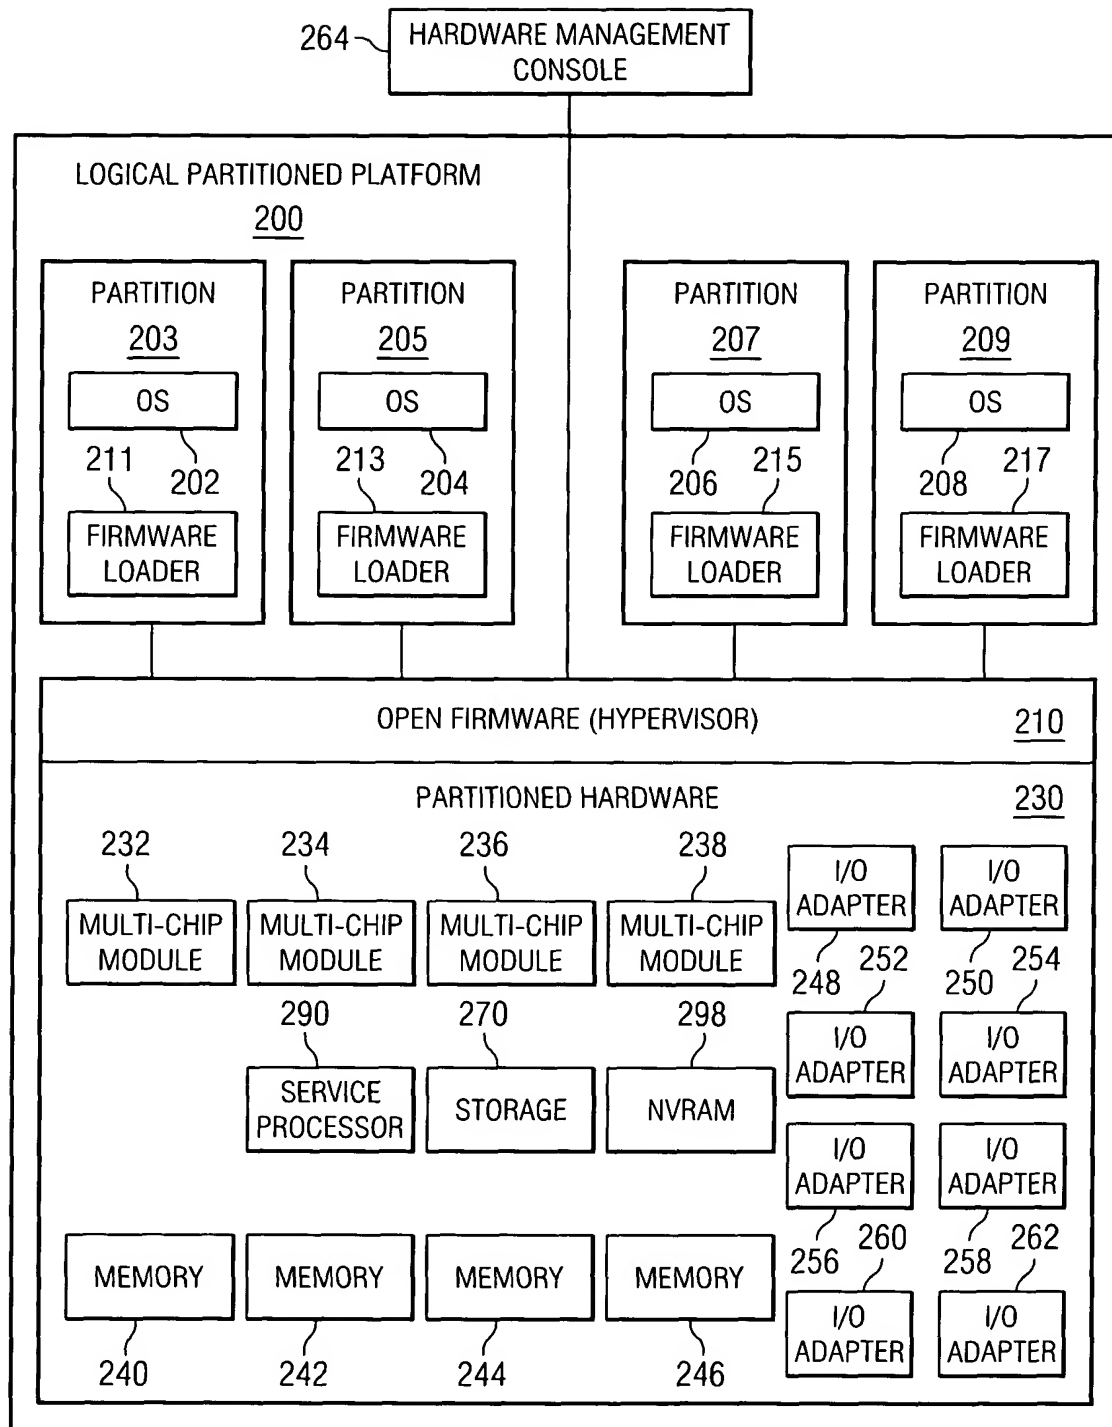 264
HARDWARE MANAGEMENT
CONSOLE
LOGICAL PARTITIONED PLATFORM
200
PARTITION
203
OS
202
211
FIRMWARE
LOADER
PARTITION
205
OS
204
213
FIRMWARE
LOADER
PARTITION
207
OS
206
215
FIRMWARE
LOADER
PARTITION
209
OS
208
217
FIRMWARE
LOADER
OPEN FIRMWARE (HYPERVISOR)
210
PARTITIONED HARDWARE
230
232
MULTI-CHIP
MODULE
234
MULTI-CHIP
MODULE
236
MULTI-CHIP
MODULE
238
MULTI-CHIP
MODULE
290
SERVICE
PROCESSOR
270
STORAGE
298
NVRAM
MEMORY
240
MEMORY
242
MEMORY
244
MEMORY
246
I/O
ADAPTER
248
I/O
ADAPTER
250
252
I/O
ADAPTER
254
I/O
ADAPTER
I/O
ADAPTER
256
I/O
ADAPTER
258
260
I/O
ADAPTER
262
I/O
ADAPTER